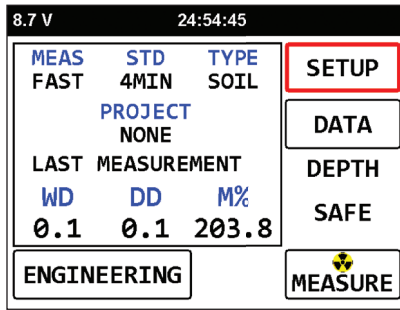 8.7 V 24:54:45
MEAS STD TYPE
FAST 4MIN SOIL
PROJECT
NONE
LAST MEASUREMENT
WD DD M%
0.1 0.1 203.8
SETUP
DATA
DEPTH
SAFE
ENGINEERING
MEASURE